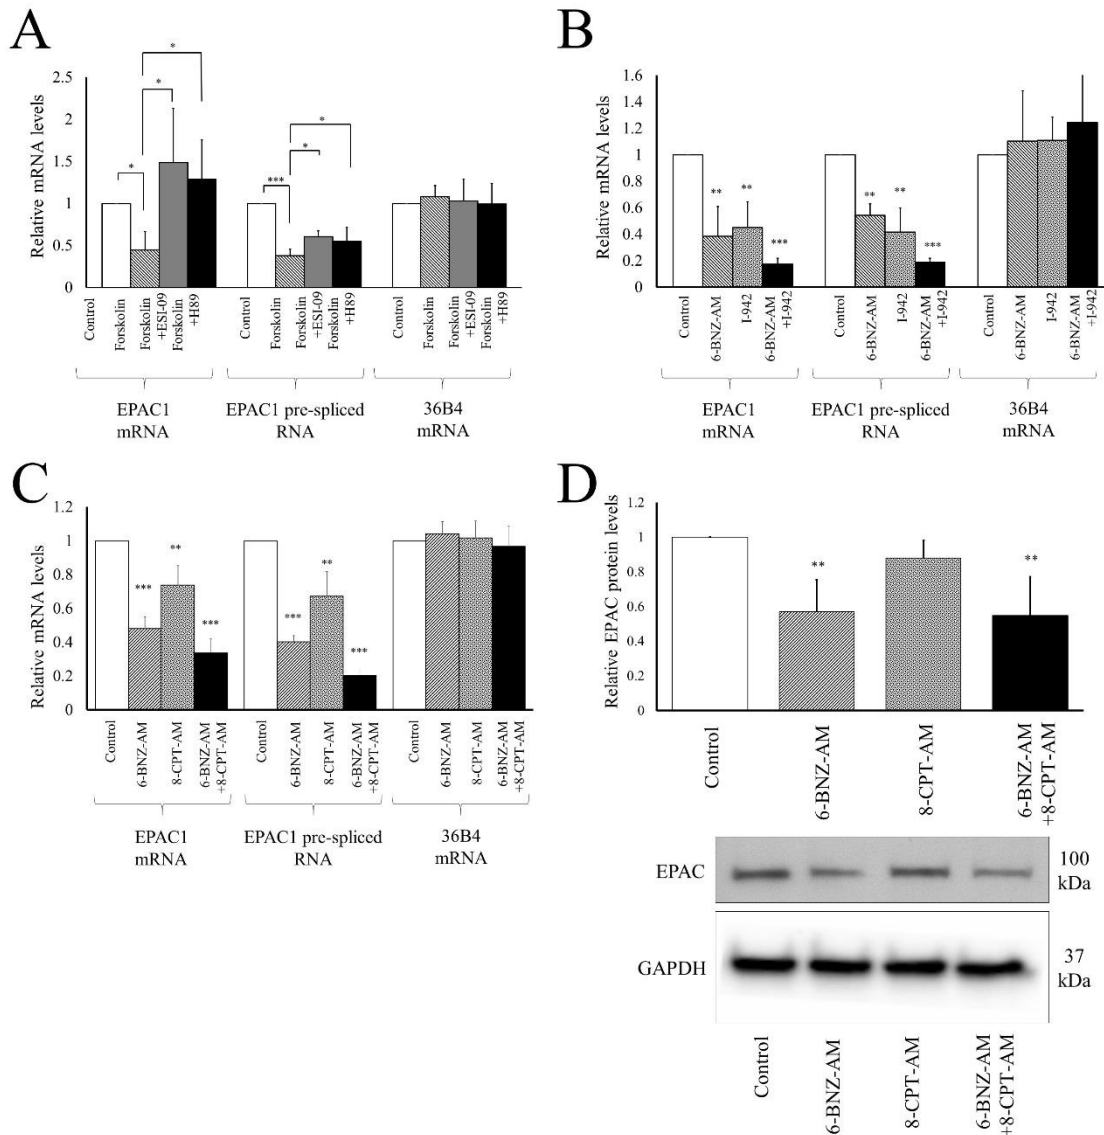 A
Relative mRNA levels
2.5
2
1.5
1
0.5
0
*
*
*
***
*
*
Control
Forskolin
Forskolin
+ESI-09
Forskolin
+H89
Control
Forskolin
Forskolin
+ESI-09
Forskolin
+H89
Control
Forskolin
Forskolin
+ESI-09
Forskolin
+H89
EPAC1
mRNA
EPAC1 pre-spliced
RNA
36B4
mRNA
B
Relative mRNA levels
1.6
1.4
1.2
1
0.8
0.6
0.4
0.2
0
**
**
***
**
**
***
Control
6-BNZ-AM
I-942
6-BNZ-AM
+I-942
Control
6-BNZ-AM
I-942
6-BNZ-AM
+I-942
Control
6-BNZ-AM
I-942
6-BNZ-AM
+I-942
EPAC1
mRNA
EPAC1 pre-spliced
RNA
36B4
mRNA
C
Relative mRNA levels
1.2
1
0.8
0.6
0.4
0.2
0
***
**
***
***
**
***
Control
6-BNZ-AM
8-CPT-AM
6-BNZ-AM
+8-CPT-AM
Control
6-BNZ-AM
8-CPT-AM
6-BNZ-AM
+8-CPT-AM
Control
6-BNZ-AM
8-CPT-AM
6-BNZ-AM
+8-CPT-AM
EPAC1
mRNA
EPAC1 pre-spliced
RNA
36B4
mRNA
D
Relative EPAC protein levels
1.2
1
0.8
0.6
0.4
0.2
0
**
**
Control
6-BNZ-AM
8-CPT-AM
6-BNZ-AM
+8-CPT-AM
EPAC
100
kDa
GAPDH
37
kDa
Control
6-BNZ-AM
8-CPT-AM
6-BNZ-AM
+8-CPT-AM